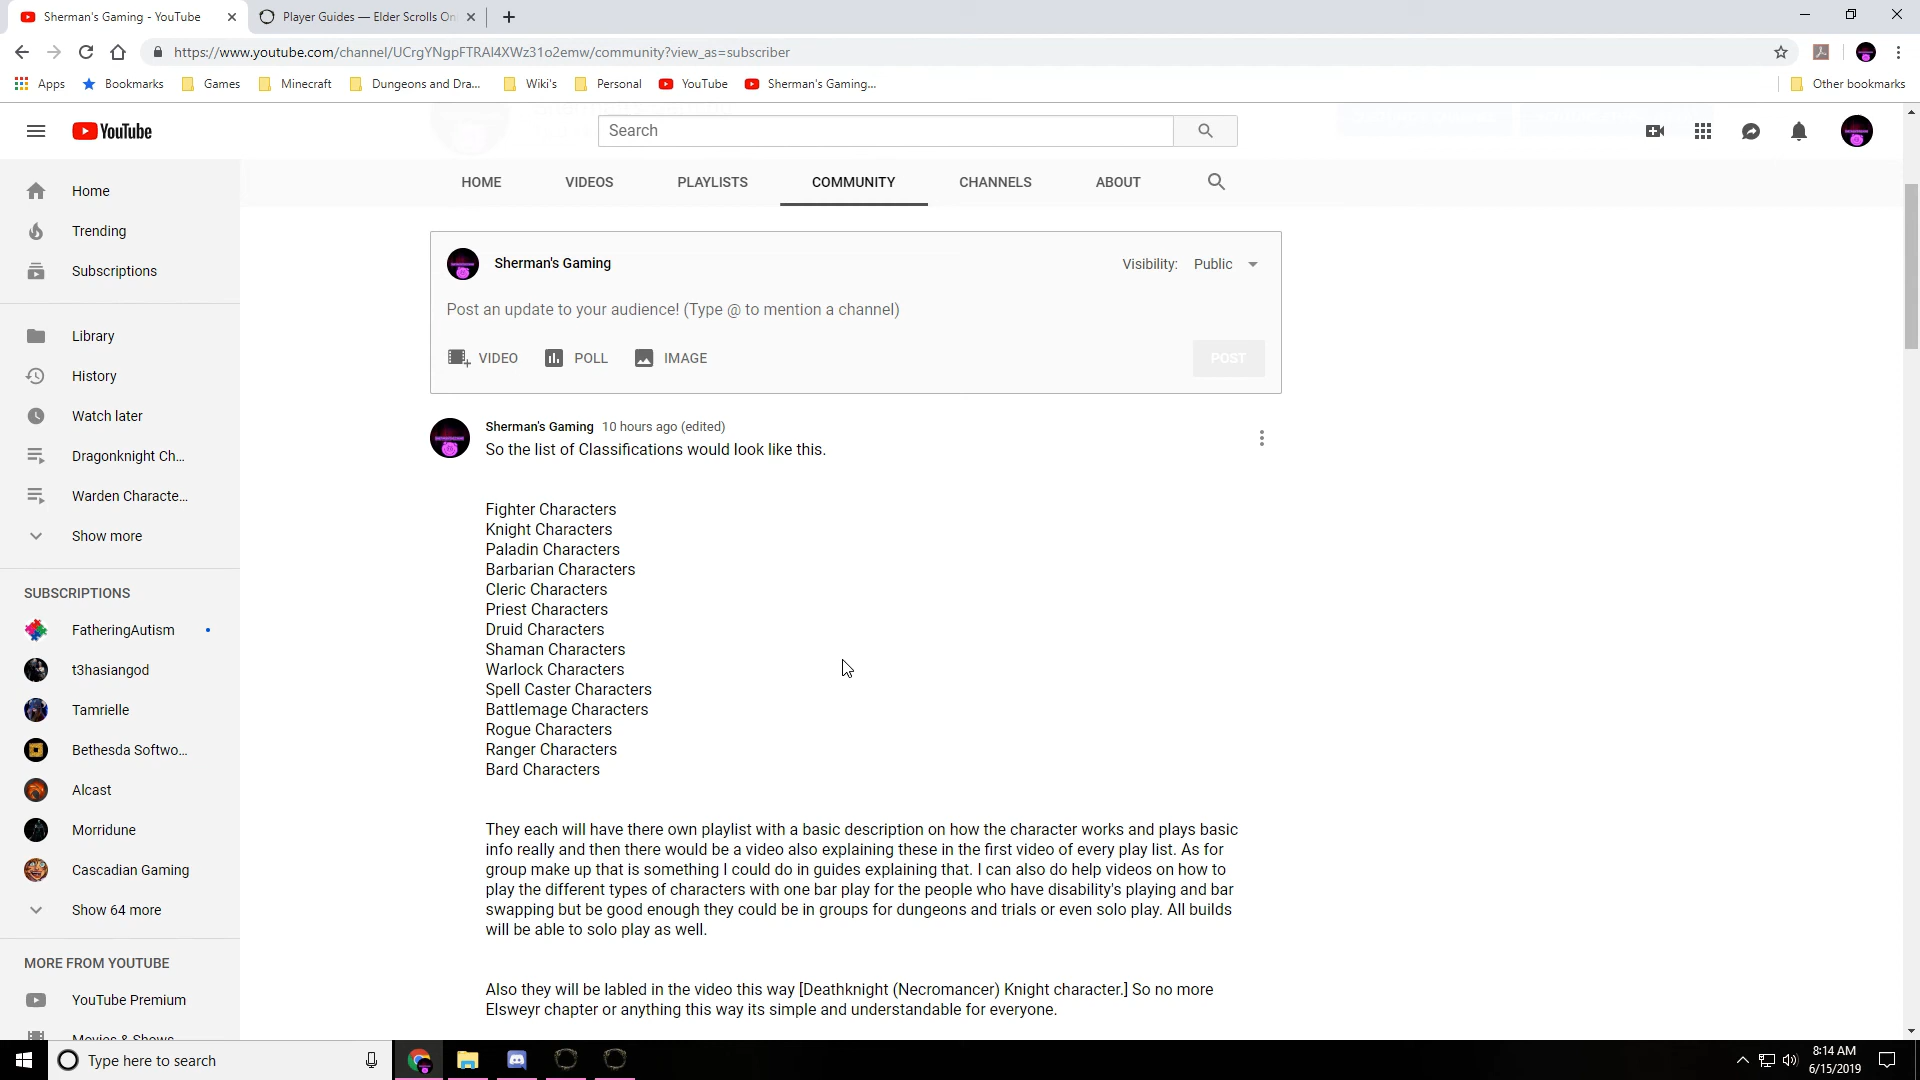 Sherman's Gaming - YouTube
Player Guides — Elder Scrolls On
https://www.youtube.com/channel/UCrgYNgpFTRAl4XWz31o2emw/community?view_as=subscriber
Apps
Bookmarks
Games
Minecraft
Dungeons and Dra...
Wiki's
Personal
YouTube
Sherman's Gaming...
Other bookmarks
YouTube
Search
HOME
VIDEOS
PLAYLISTS
COMMUNITY
CHANNELS
ABOUT
Home
Trending
Subscriptions
Library
History
Watch later
Dragonknight Ch...
Warden Characte...
Show more
SUBSCRIPTIONS
FatheringAutism
t3hasiangod
Tamrielle
Bethesda Softwo...
Alcast
Morridune
Cascadian Gaming
Show 64 more
MORE FROM YOUTUBE
YouTube Premium
Movies & Shows
Sherman's Gaming
Visibility: Public
Post an update to your audience! (Type @ to mention a channel)
VIDEO
POLL
IMAGE
POST
Sherman's Gaming 10 hours ago (edited)
So the list of Classifications would look like this.
Fighter Characters
Knight Characters
Paladin Characters
Barbarian Characters
Cleric Characters
Priest Characters
Druid Characters
Shaman Characters
Warlock Characters
Spell Caster Characters
Battlemage Characters
Rogue Characters
Ranger Characters
Bard Characters
They each will have there own playlist with a basic description on how the character works and plays basic
info really and then there would be a video also explaining these in the first video of every play list. As for
group make up that is something I could do in guides explaining that. I can also do help videos on how to
play the different types of characters with one bar play for the people who have disability's playing and bar
swapping but be good enough they could be in groups for dungeons and trials or even solo play. All builds
will be able to solo play as well.
Also they will be labled in the video this way [Deathknight (Necromancer) Knight character.] So no more
Elsweyr chapter or anything this way its simple and understandable for everyone.
Type here to search
8:14 AM
6/15/2019